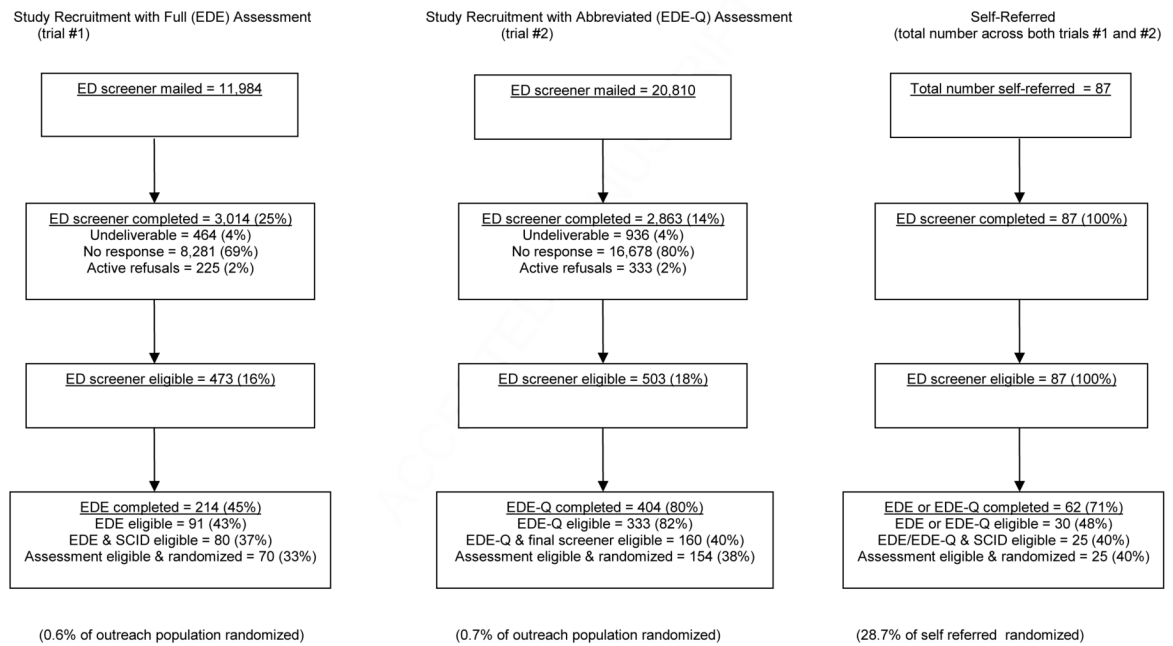 Study Recruitment with Full (EDE) Assessment
(trial #1)
ED screener mailed = 11,984
ED screener completed = 3,014 (25%)
Undeliverable = 464 (4%)
No response = 8,281 (69%)
Active refusals = 225 (2%)
ED screener eligible = 473 (16%)
EDE completed = 214 (45%)
EDE eligible = 91 (43%)
EDE & SCID eligible = 80 (37%)
Assessment eligible & randomized = 70 (33%)
(0.6% of outreach population randomized)
Study Recruitment with Abbreviated (EDE-Q) Assessment
(trial #2)
ED screener mailed = 20,810
ED screener completed = 2,863 (14%)
Undeliverable = 936 (4%)
No response = 16,678 (80%)
Active refusals = 333 (2%)
ED screener eligible = 503 (18%)
EDE-Q completed = 404 (80%)
EDE-Q eligible = 333 (82%)
EDE-Q & final screener eligible = 160 (40%)
Assessment eligible & randomized = 154 (38%)
(0.7% of outreach population randomized)
Self-Referred
(total number across both trials #1 and #2)
Total number self-referred = 87
ED screener completed = 87 (100%)
ED screener eligible = 87 (100%)
EDE or EDE-Q completed = 62 (71%)
EDE or EDE-Q eligible = 30 (48%)
EDE/EDE-Q & SCID eligible = 25 (40%)
Assessment eligible & randomized = 25 (40%)
(28.7% of self referred randomized)